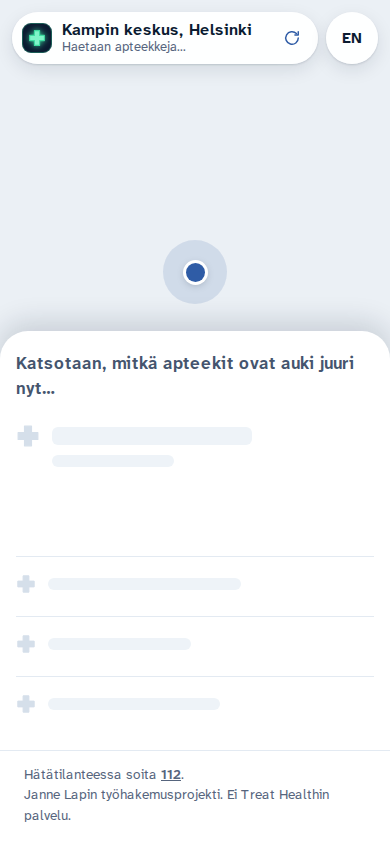 Kampin keskus, Helsinki
Haetaan apteekkeja...
EN
Katsotaan, mitkä apteekit ovat auki juuri
nyt...
Hätätilanteessa soita 112.
Janne Lapin työhakemusprojekti. Ei Treat Healthin
palvelu.